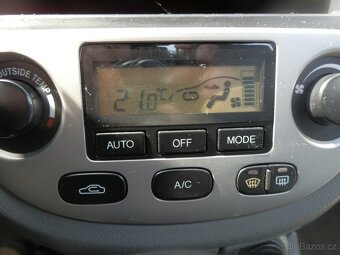 OUTSIDE TEMP
21.0°C
AUTO
OFF
MODE
A/C
bazos.cz